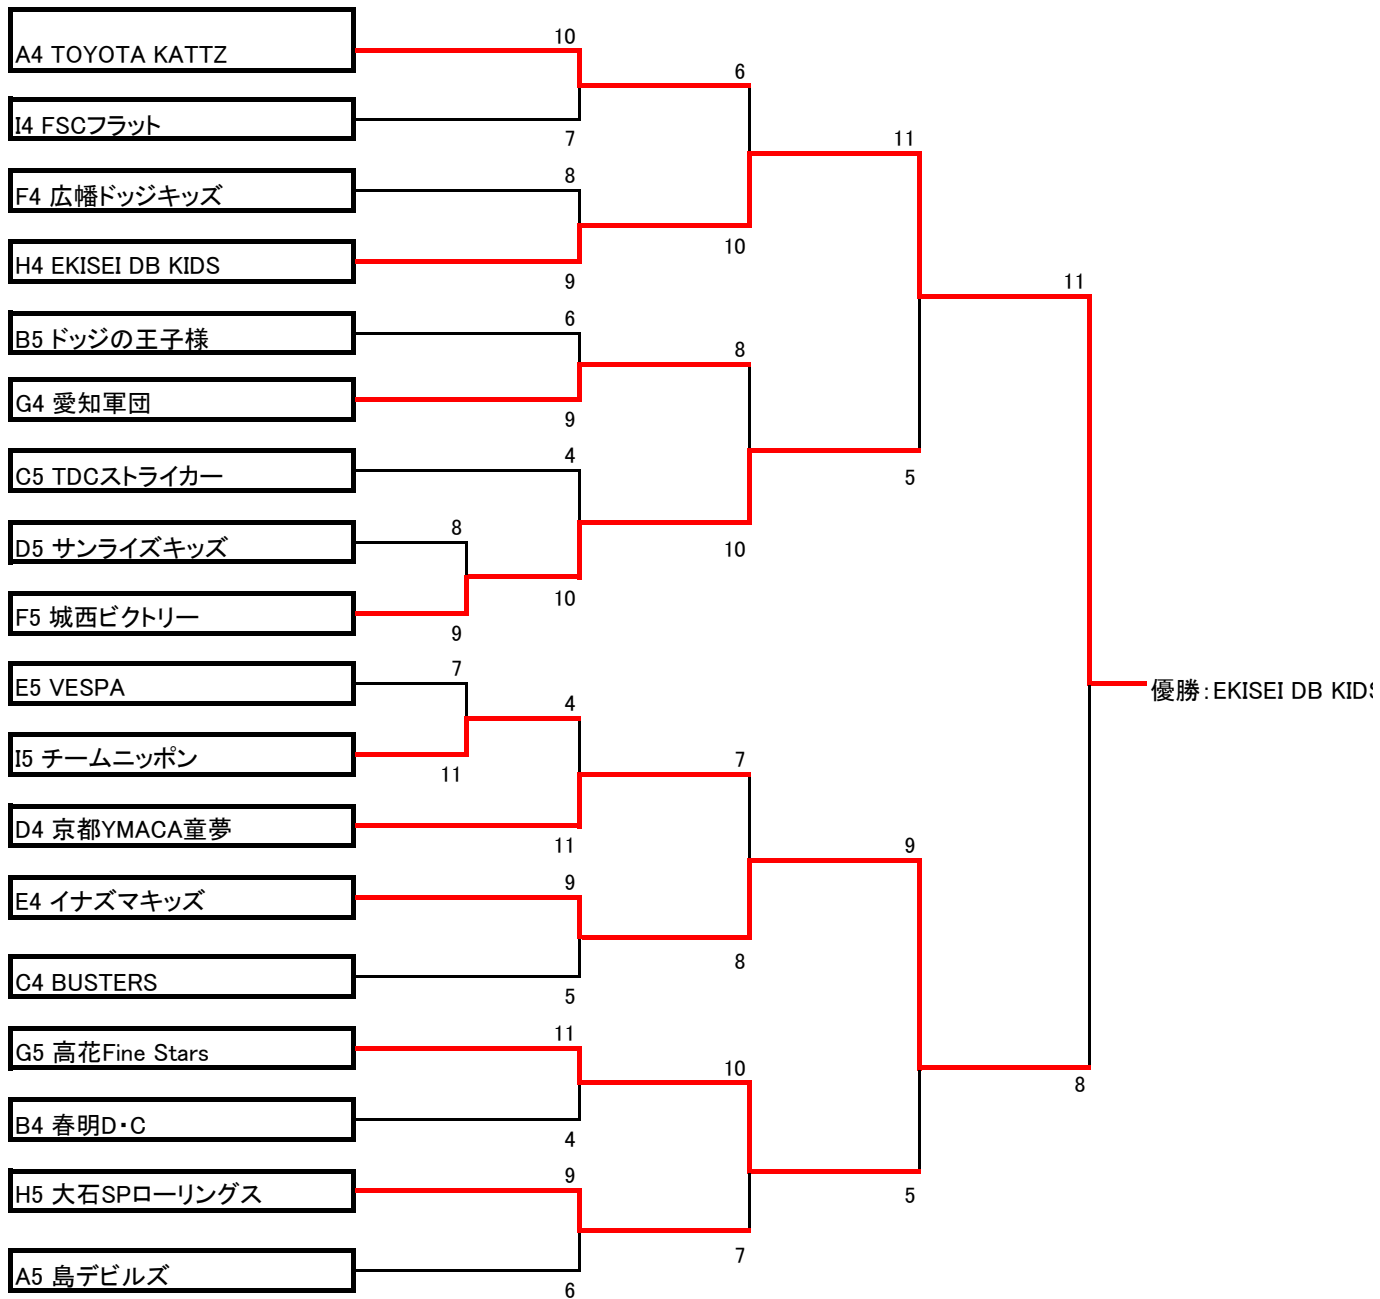 10
A4 TOYOTA KATTZ
6
I4 FSCフラット
7
11
8
F4 広幡ドッジキッズ
10
H4 EKISEI DB KIDS
9
11
6
B5 ドッジの王子様
8
G4 愛知軍団
9
4
C5 TDCストライカー
5
8
D5 サンライズキッズ
10
10
F5 城西ビクトリー
9
7
E5 VESPA
優勝:EKISEI DB KIDS
4
I5 チームニッポン
7
11
D4 京都YMACA童夢
11
9
9
E4 イナズマキッズ
8
C4 BUSTERS
5
11
G5 高花Fine Stars
10
8
B4 春明D・C
4
9
H5 大石SPローリングス
5
7
A5 島デビルズ
6